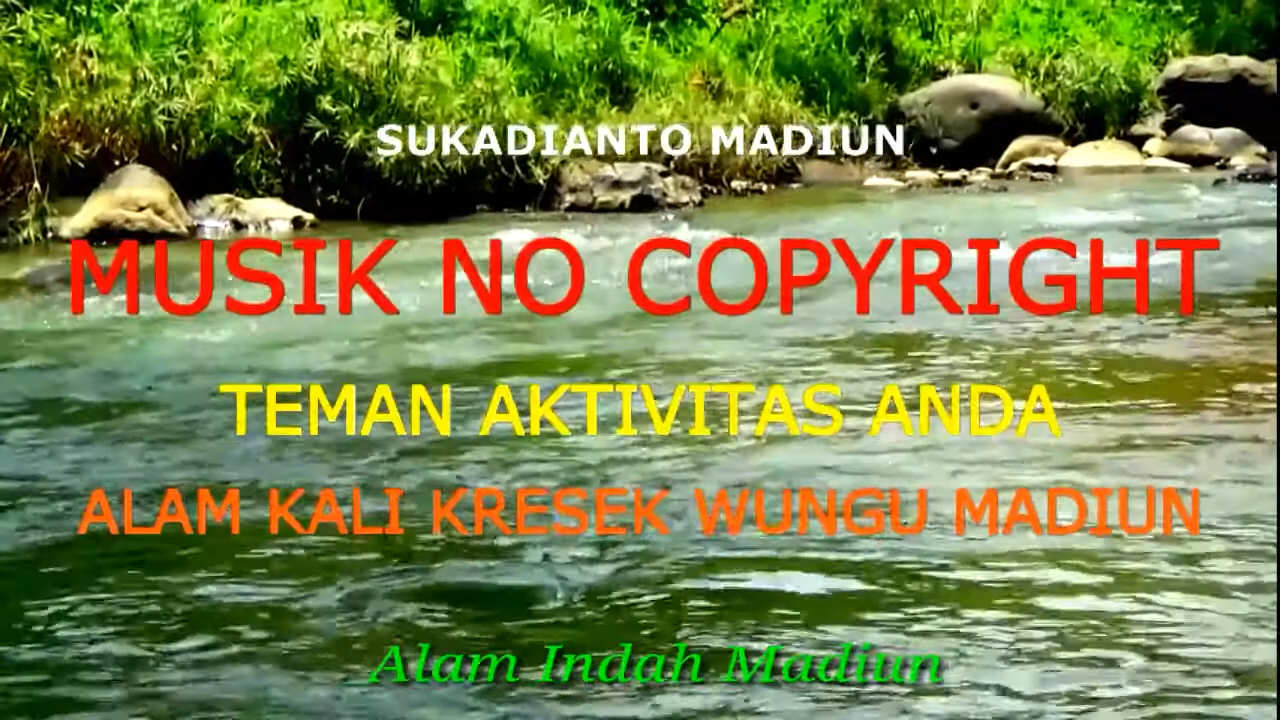 SUKADIANTO MADIUN
MUSIK NO COPYRIGHT
TEMAN AKTIVITAS ANDA
ALAM KALI KRESEK WUNGU MADIUN
Alam Indah Madiun